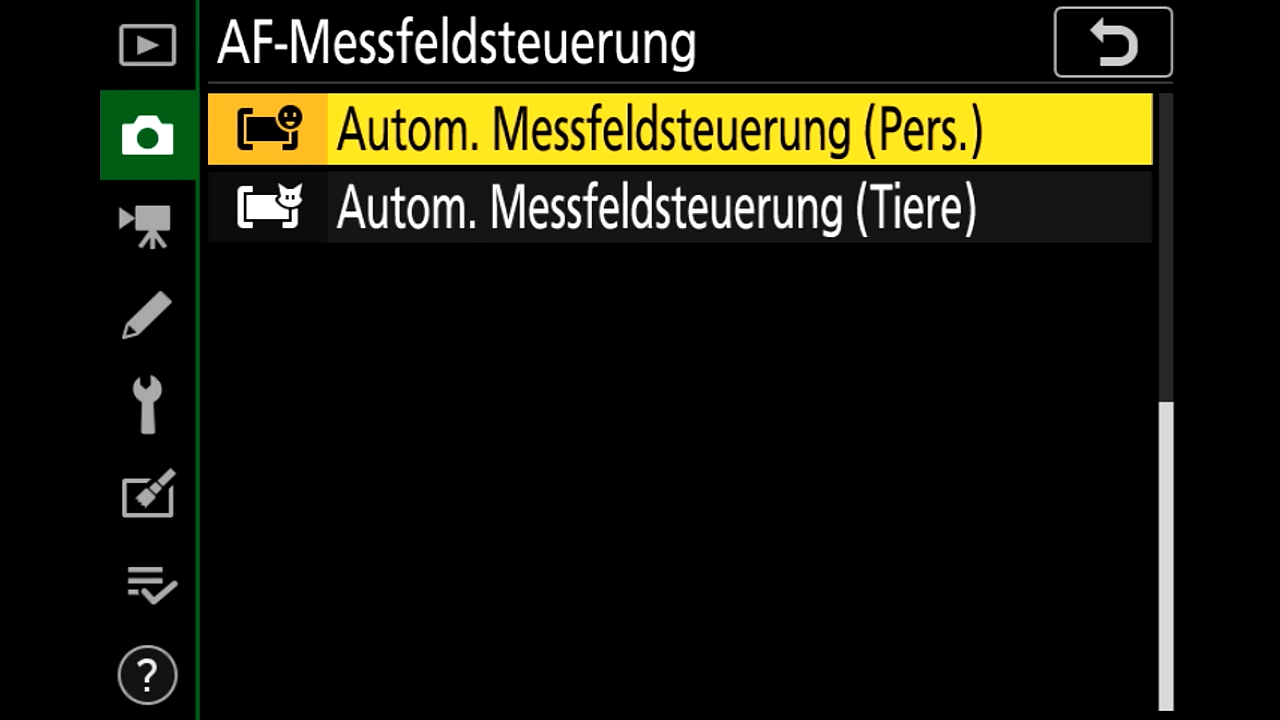 AF-Messfeldsteuerung
Autom. Messfeldsteuerung (Pers.)
Autom. Messfeldsteuerung (Tiere)
?